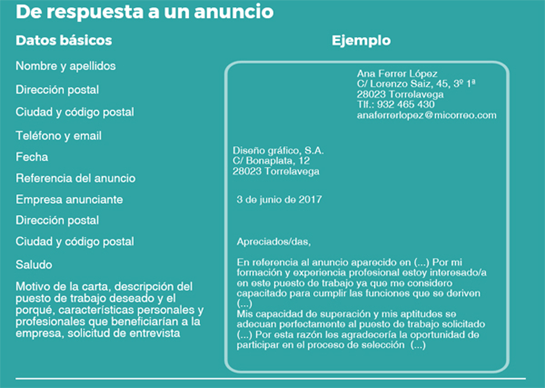 De respuesta a un anuncio
Datos básicos
Nombre y apellidos
Dirección postal
Ciudad y código postal
Teléfono y email
Fecha
Referencia del anuncio
Empresa anunciante
Dirección postal
Ciudad y código postal
Saludo
Motivo de la carta, descripción del
puesto de trabajo deseado y el
porqué, características personales y
profesionales que beneficiarían a la
empresa, solicitud de entrevista
Ejemplo
Ana Ferrer López
C/ Lorenzo Saíz, 45, 3º 1ª
28023 Torrelavega
Tlf.: 932 465 430
anaferrerlopez@micorreo.com
Diseño gráfico, S.A.
C/ Bonaplata, 12
28023 Torrelavega
3 de junio de 2017
Apreciados/das,
En referencia al anuncio aparecido en (...) Por mi
formación y experiencia profesional estoy interesado/a
en este puesto de trabajo ya que me considero
capacitado para cumplir las funciones que se deriven
(...)
Mis capacidad de superación y mis aptitudes se
adecuan perfectamente al puesto de trabajo solicitado
(...) Por esta razón les agradecería la oportunidad de
participar en el proceso de selección (...)